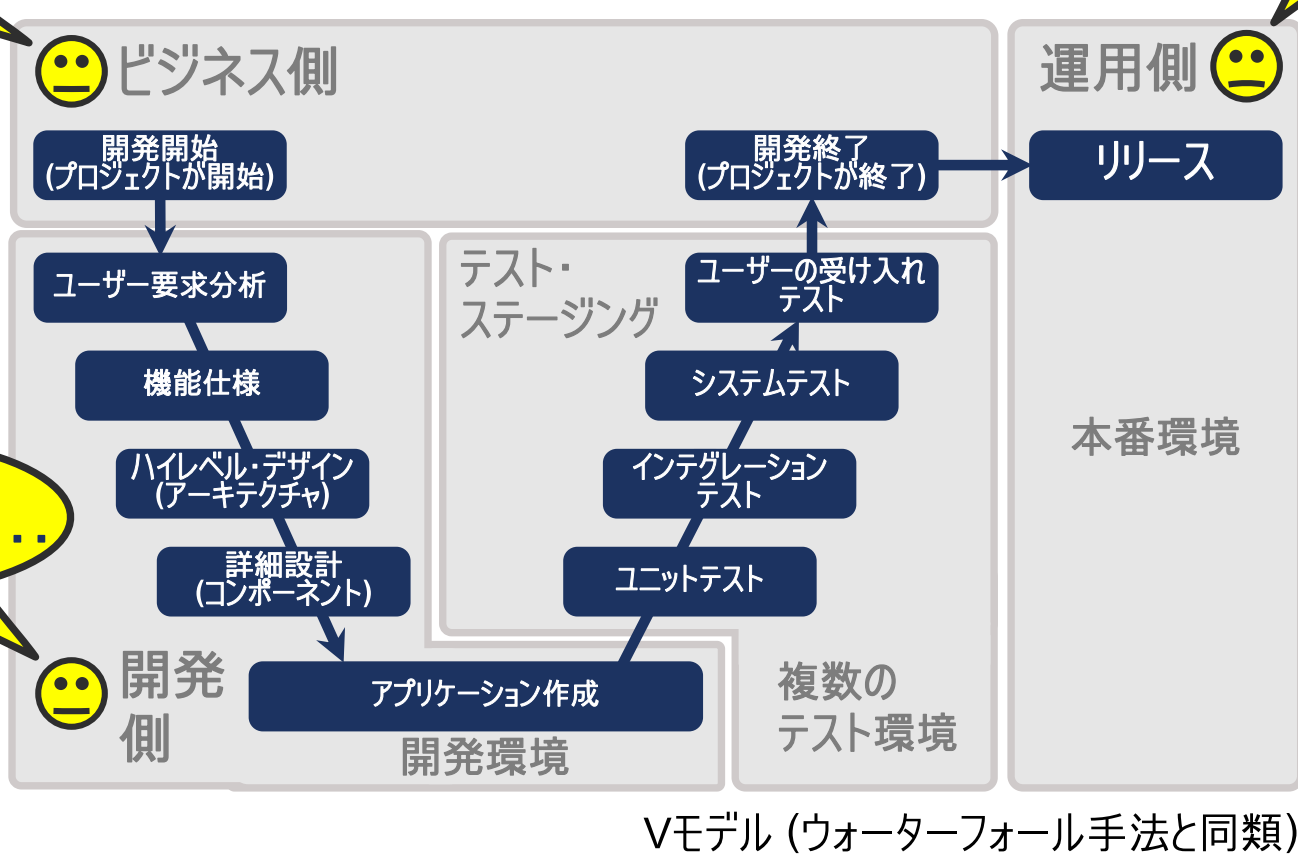 ビジネス側
運用側
開発開始
(プロジェクトが開始)
開発終了
(プロジェクトが終了)
リリース
ユーザー要求分析
機能仕様
ハイレベル・デザイン
(アーキテクチャ)
詳細設計
(コンポーネント)
アプリケーション作成
開発
側
開発環境
テスト・
ステージング
ユーザーの受け入れ
テスト
システムテスト
インテグレーション
テスト
ユニットテスト
複数の
テスト環境
本番環境
..
Vモデル (ウォーターフォール手法と同類)